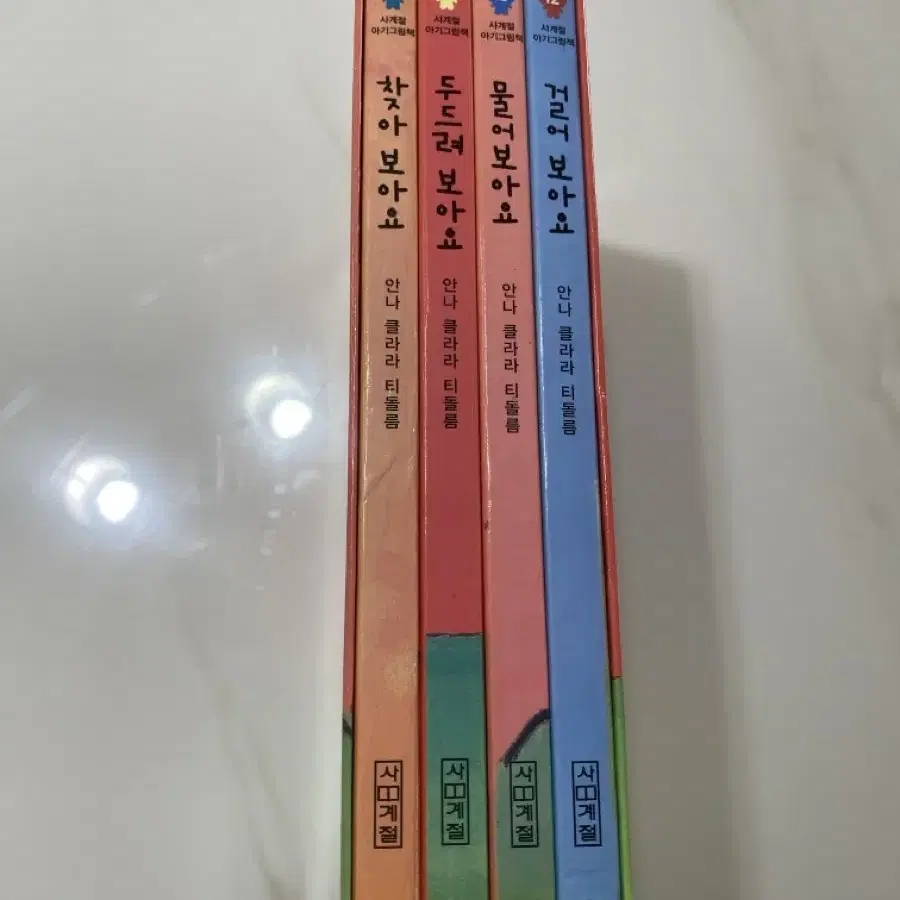 사계절
아기그림책
찾아 보아요
안나 클라라 티돌름
사계절
사계절
아기그림책
두드려 보아요
안나 클라라 티돌름
사계절
사계절
아기그림책
물어보아요
안나 클라라 티돌름
사계절
12
사계절
아기그림책
걸어 보아요
안나 클라라 티돌름
사계절